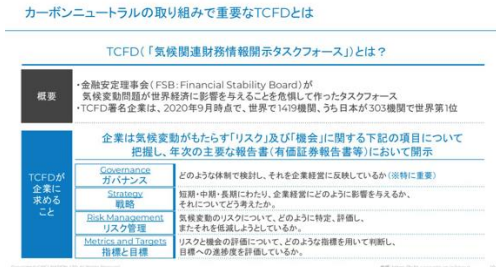 カーボンニュートラルの取り組みで重要なTCFDとは
TCFD(「気候関連財務情報開示タスクフォース」)とは？
概要
・金融安定理事会(FSB：Financial Stability Board)が
気候変動問題が世界経済に影響を与えることを危惧して作ったタスクフォース
・TCFD署名企業は、2020年9月時点で、世界で1419機関、うち日本が303機関で世界第1位
TCFDが
企業に
求める
こと
企業は気候変動がもたらす「リスク」及び「機会」に関する下記の項目について
把握し、年次の主要な報告書(有価証券報告書等)において開示
Governance
ガバナンス
どのような体制で検討し、それを企業経営に反映しているか(※特に重要)
Strategy
戦略
短期・中期・長期にわたり、企業経営にどのように影響を与えるか、
それについてどう考えたか。
Risk Management
リスク管理
気候変動のリスクについて、どのように特定、評価し、
またそれを低減しようとしているか。
Metrics and Targets
指標と目標
リスクと機会の評価について、どのような指標を用いて判断し、
目標への進捗度を評価しているか。